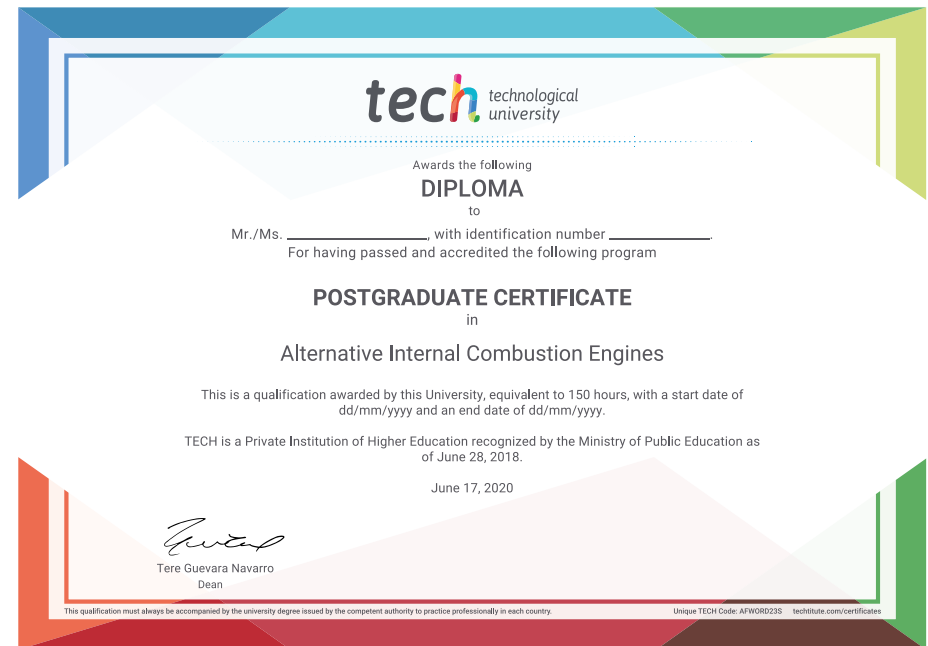 tech technological
university
Awards the following
DIPLOMA
to
Mr./Ms. ____________________, with identification number ______________.
For having passed and accredited the following program
POSTGRADUATE CERTIFICATE
in
Alternative Internal Combustion Engines
This is a qualification awarded by this University, equivalent to 150 hours, with a start date of
dd/mm/yyyy and an end date of dd/mm/yyyy.
TECH is a Private Institution of Higher Education recognized by the Ministry of Public Education as
of June 28, 2018.
June 17, 2020
Tere Guevara Navarro
Dean
This qualification must always be accompanied by the university degree issued by the competent authority to practice professionally in each country.
Unique TECH Code: AFWORD23S techtitute.com/certificates